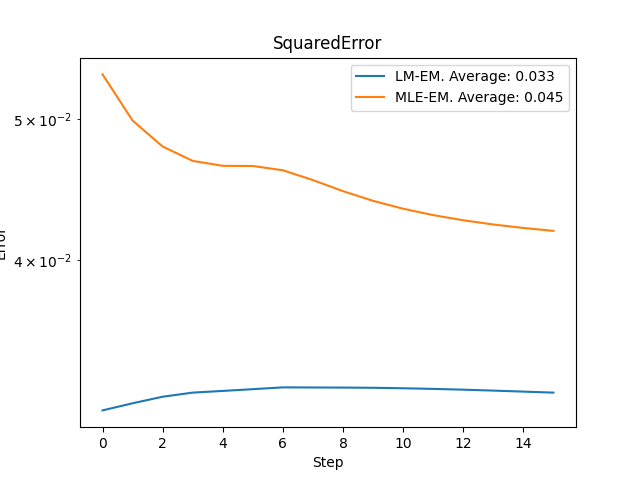 SquaredError
LM-EM. Average: 0.033
MLE-EM. Average: 0.045
5 × 10⁻²
4 × 10⁻²
Error
0 2 4 6 8 10 12 14
Step